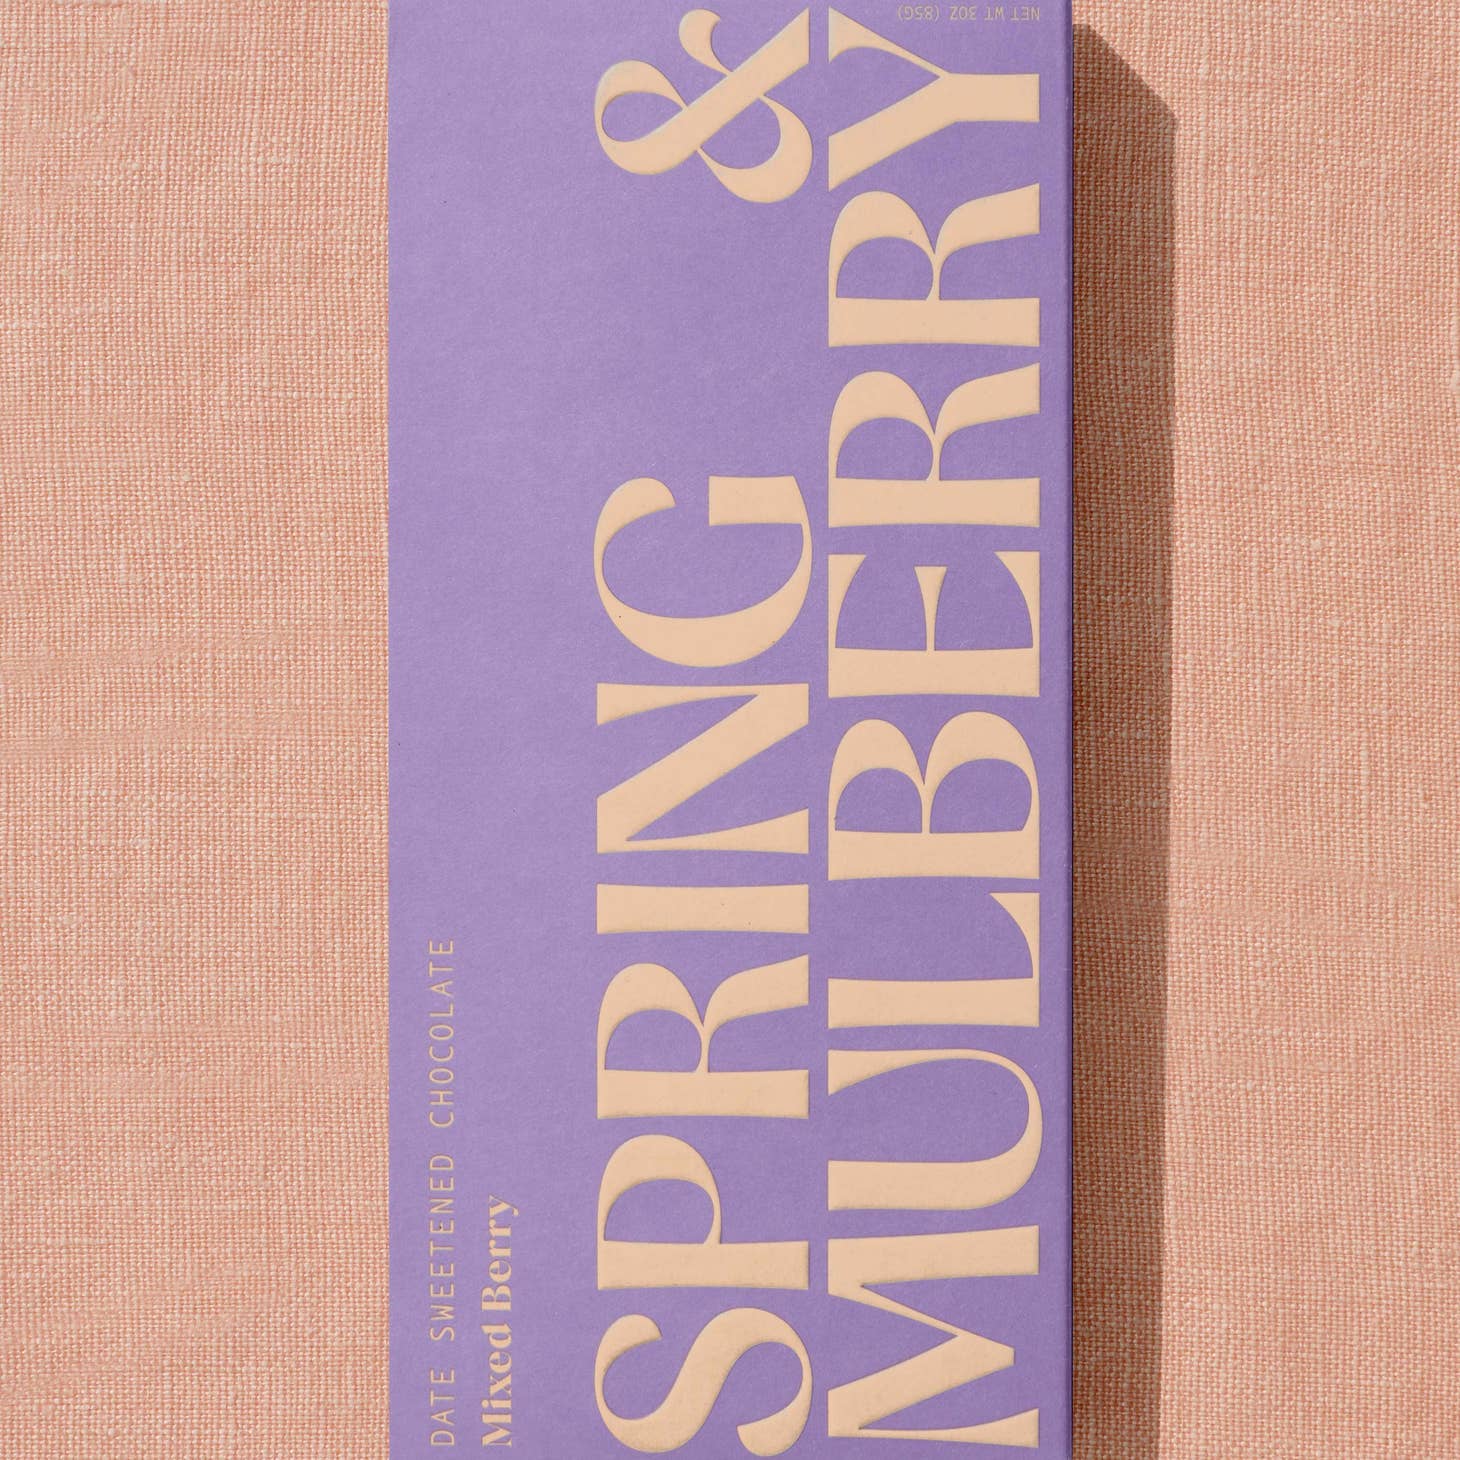 DATE SWEETENED CHOCOLATE
Mixed Berry
SPRING &
MULBERRY
NET WT 3OZ (85G)